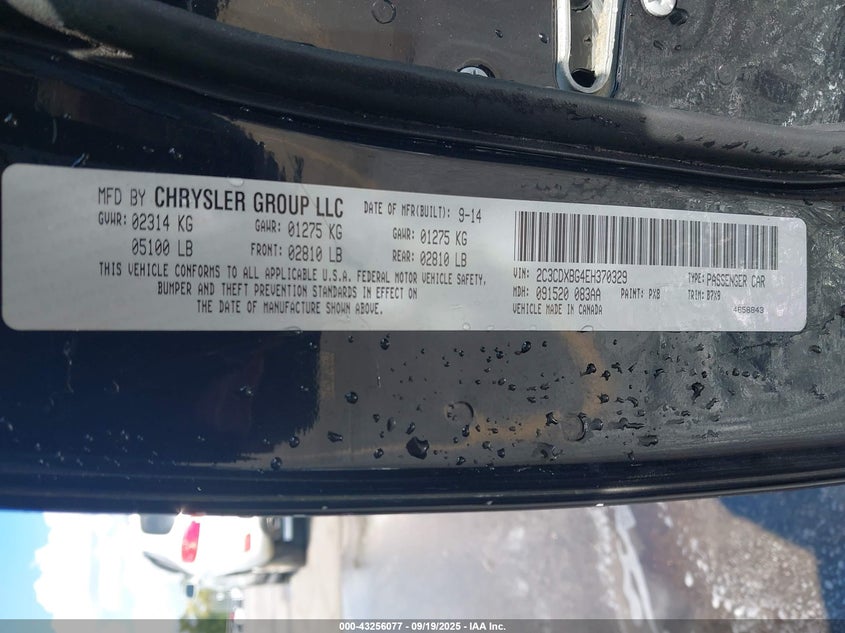 MFD BY CHRYSLER GROUP LLC
DATE OF MFR(BUILT): 9-14
GVWR: 02314 KG
GAWR: 01275 KG
GAWR: 01275 KG
05100 LB
FRONT: 02810 LB
REAR: 02810 LB
THIS VEHICLE CONFORMS TO ALL APPLICABLE U.S.A. FEDERAL MOTOR VEHICLE SAFETY,
BUMPER AND THEFT PREVENTION STANDARDS IN EFFECT ON
THE DATE OF MANUFACTURE SHOWN ABOVE.
VIN: 2C3CDXBG4EH370329
TYPE: PASSENGER CAR
MDH: 091520 083AA
PAINT: PX8
TRIM: B7X9
VEHICLE MADE IN CANADA
4658843
000-43256077 - 09/19/2025 - IAA Inc.